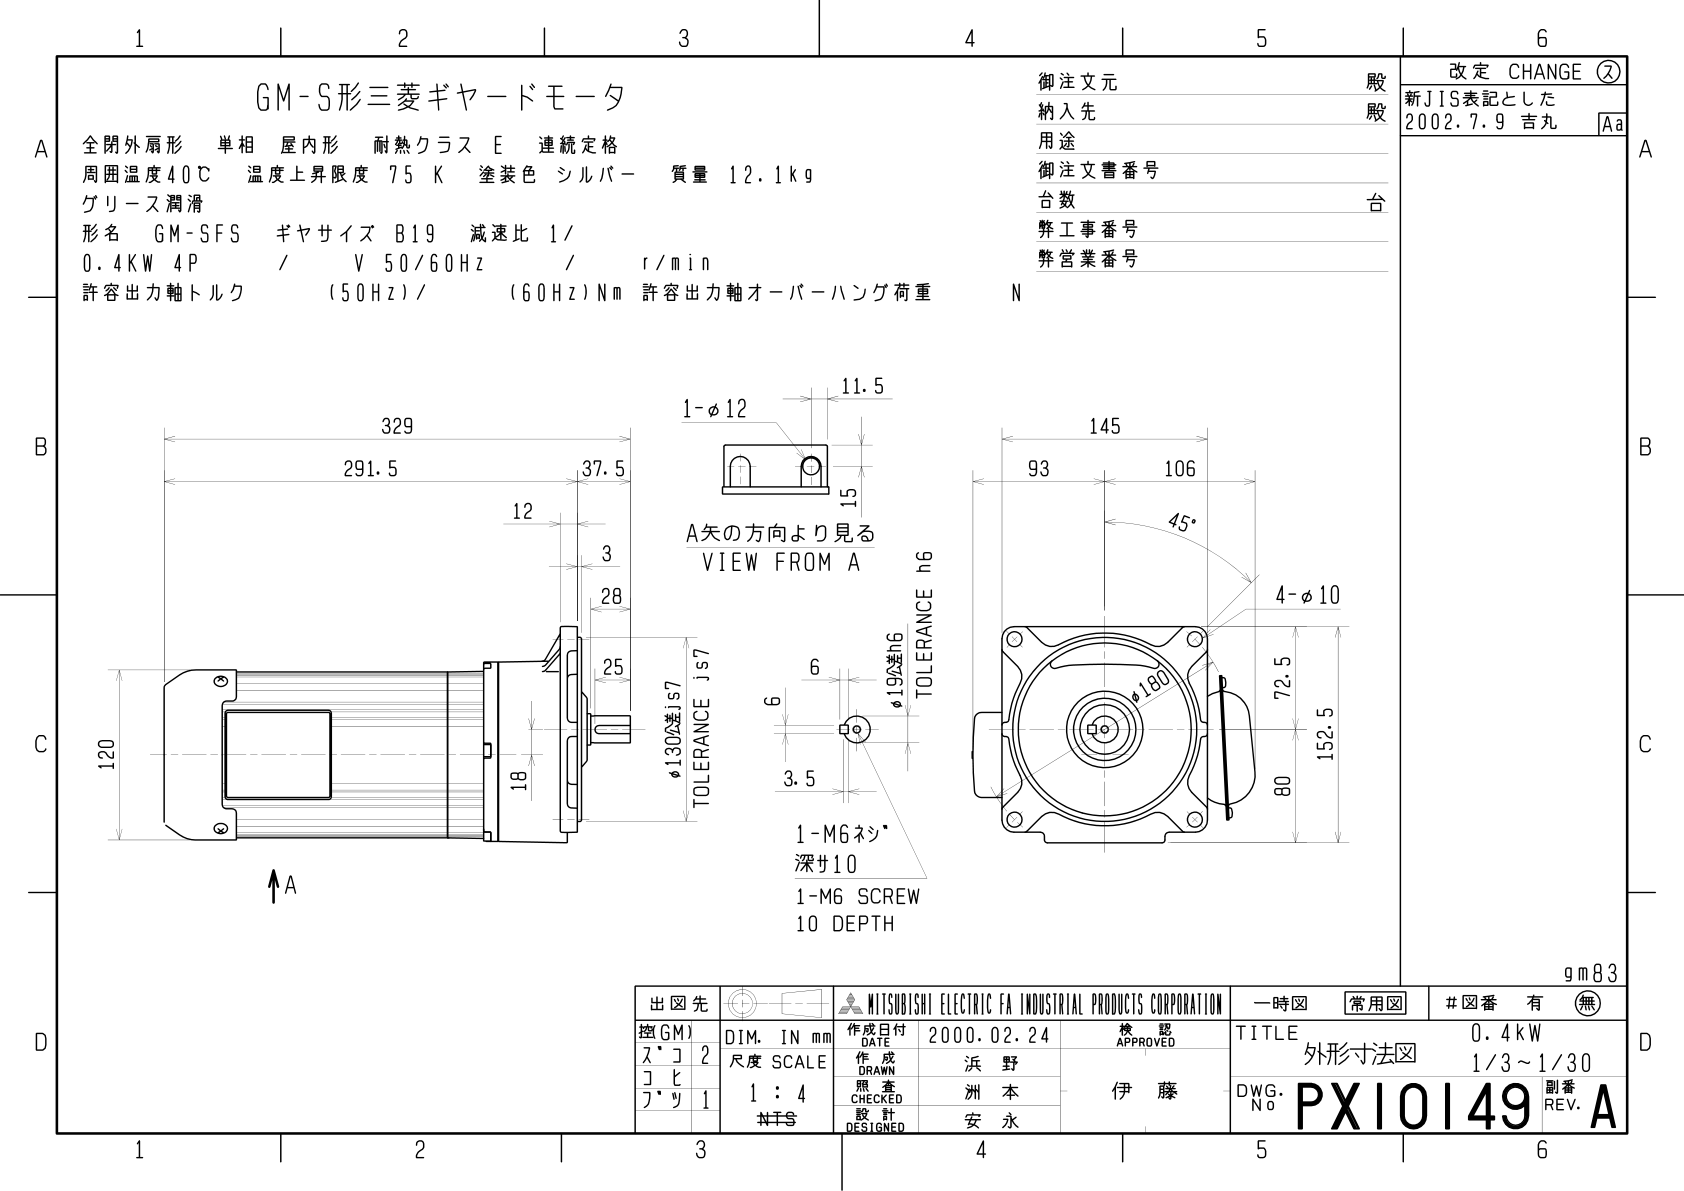 1 2 3 4 5 6
A
B
C
D
GM-S形三菱ギヤードモータ
全閉外扇形 単相 屋内形 耐熱クラス E 連続定格
周囲温度40℃ 温度上昇限度 75 K 塗装色 シルバー 質量 12.1kg
グリース潤滑
形名 GM-SFS ギヤサイズ B19 減速比 1/
0.4KW 4P / V 50/60Hz / r/min
許容出力軸トルク (50Hz)/ (60Hz)Nm 許容出力軸オーバーハング荷重 N
御注文元 殿
納入先 殿
用途
御注文書番号
台数 台
弊工事番号
弊営業番号
改定 CHANGE ス
新JIS表記とした
2002.7.9 吉丸 Aa
A
B
C
D
329
291.5
37.5
12
3
28
25
120
18
φ130公差js7
TOLERANCE js7
A
1-φ12
11.5
15
A矢の方向より見る
VIEW FROM A
6
6
3.5
φ19公差h6
TOLERANCE h6
1-M6ネジ
深サ10
1-M6 SCREW
10 DEPTH
145
93
106
45°
4-φ10
φ180
72.5
152.5
80
gm83
出図先
控(GM)
ズコ 2
コピ
ブツ 1
DIM. IN mm
尺度 SCALE
1 : 4
NTS
MITSUBISHI ELECTRIC FA INDUSTRIAL PRODUCTS CORPORATION
作成日付
DATE
2000.02.24
検 認
APPROVED
作 成
DRAWN
浜 野
照 査
CHECKED
洲 本
伊 藤
設 計
DESIGNED
安 永
一時図 常用図 #図番 有 無
TITLE
外形寸法図
0.4kW
1/3~1/30
DWG.
No
PX10149
副番
REV.
A
1 2 3 4 5 6